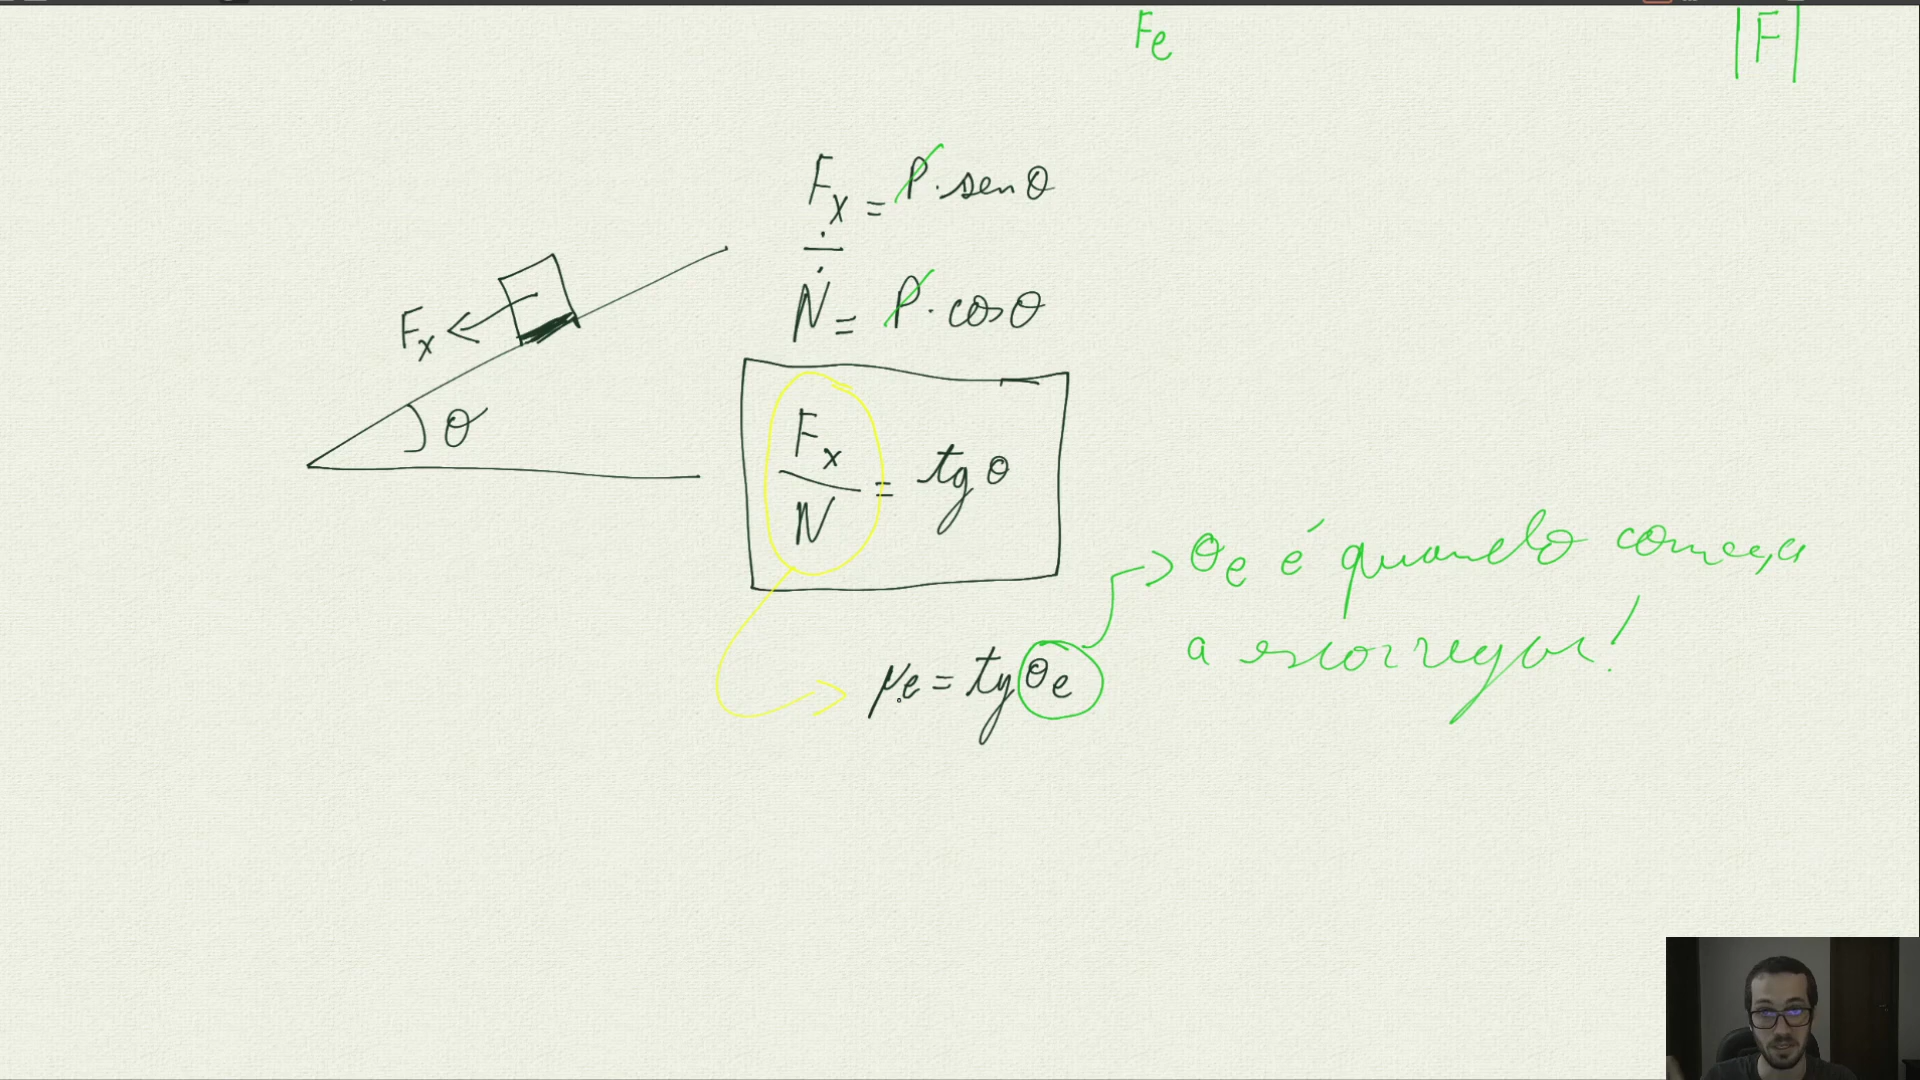 Fe |F|
Fx = P · sen θ
N = P · cos θ
Fx
θ
Fx / N = tg θ
μe = tg θe
θe é quando começa
a escorregar!